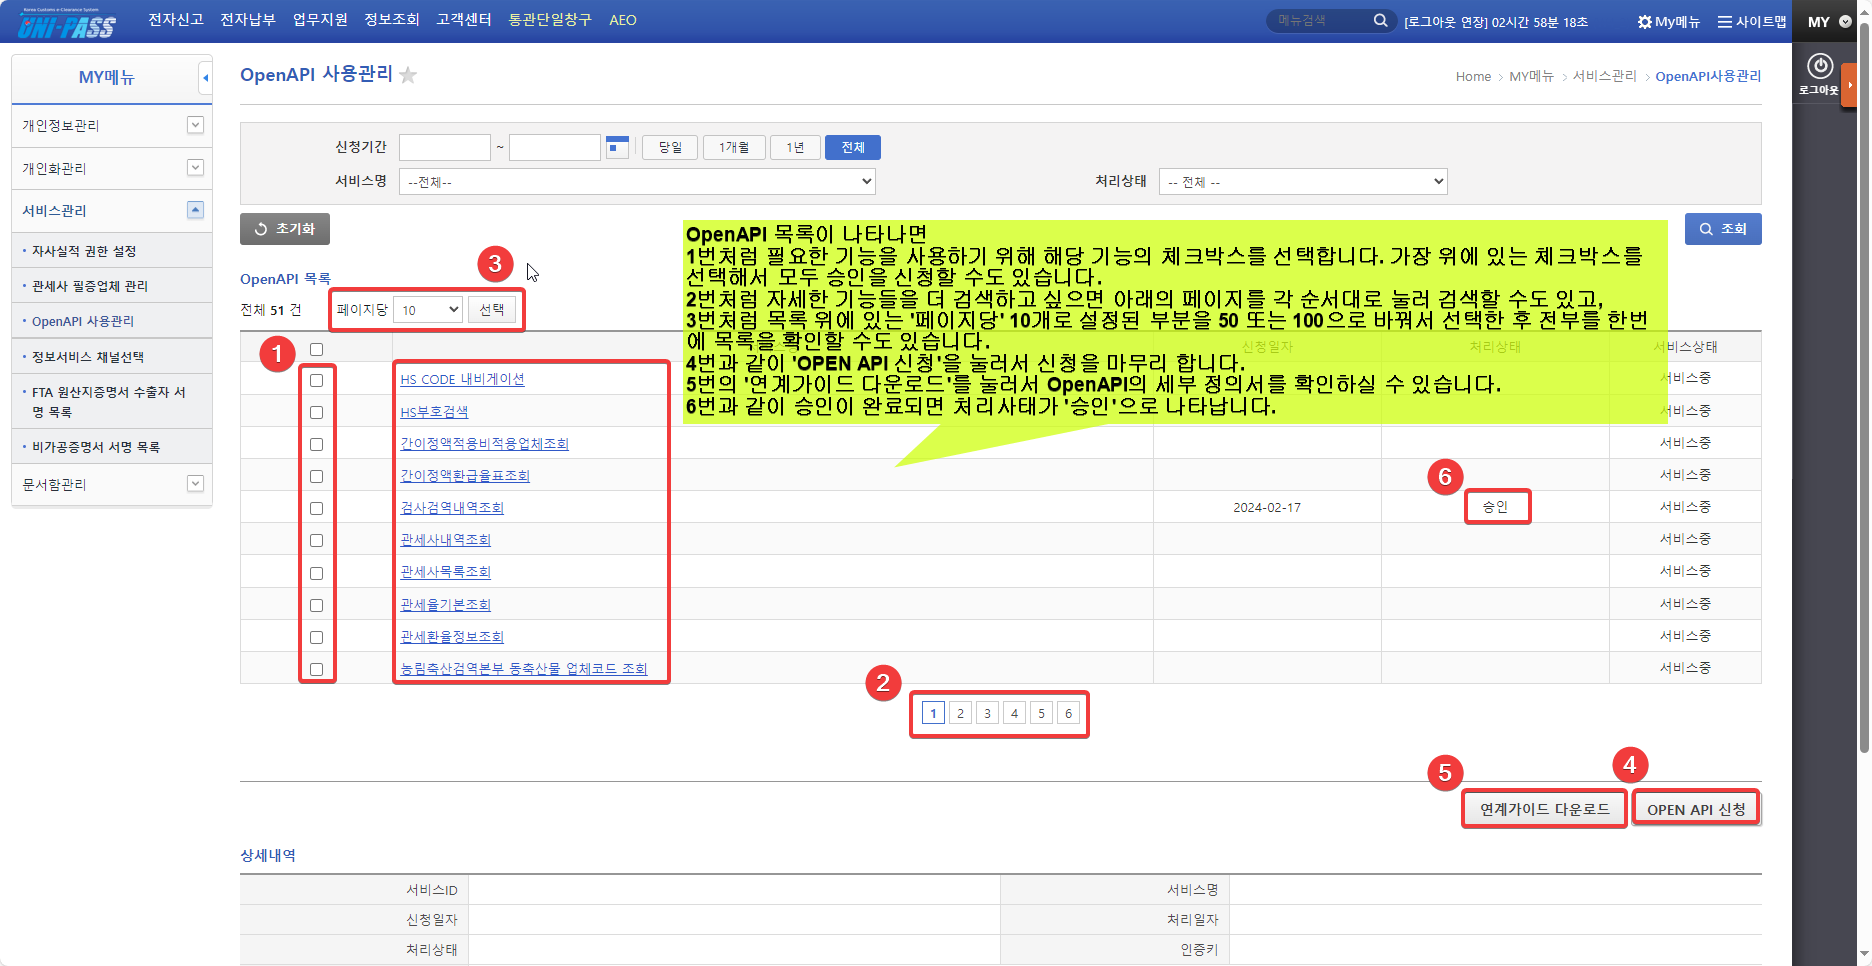 Korea Customs e-Clearance System
UNI-PASS
전자신고 전자납부 업무지원 정보조회 고객센터 통관단일창구 AEO
메뉴검색
[로그아웃 연장] 02시간 58분 18초
My메뉴
사이트맵
MY
로그아웃
MY메뉴
개인정보관리
개인화관리
서비스관리
자사실적 권한 설정
관세사 필증업체 관리
OpenAPI 사용관리
정보서비스 채널선택
FTA 원산지증명서 수출자 서
명 목록
비가공증명서 서명 목록
문서함관리
OpenAPI 사용관리
Home > MY메뉴 > 서비스관리 > OpenAPI사용관리
신청기간 ~ 당일 1개월 1년 전체
서비스명 --전체-- 처리상태 -- 전체 --
초기화
조회
OpenAPI 목록이 나타나면
1번처럼 필요한 기능을 사용하기 위해 해당 기능의 체크박스를 선택합니다. 가장 위에 있는 체크박스를
선택해서 모두 승인을 신청할 수도 있습니다.
2번처럼 자세한 기능들을 더 검색하고 싶으면 아래의 페이지를 각 순서대로 눌러 검색할 수도 있고,
3번처럼 목록 위에 있는 '페이지당' 10개로 설정된 부분을 50 또는 100으로 바꿔서 선택한 후 전부를 한번
에 목록을 확인할 수도 있습니다.
4번과 같이 'OPEN API 신청'을 눌러서 신청을 마무리 합니다.
5번의 '연계가이드 다운로드'를 눌러서 OpenAPI의 세부 정의서를 확인하실 수 있습니다.
6번과 같이 승인이 완료되면 처리사태가 '승인'으로 나타납니다.
OpenAPI 목록
3
전체 51 건 페이지당 10 선택
1
신청일자 처리상태 서비스상태
HS CODE 내비게이션 서비스중
HS부호검색 서비스중
간이정액적용비적용업체조회 서비스중
간이정액환급율표조회 서비스중
6
검사검역내역조회 2024-02-17 승인 서비스중
관세사내역조회 서비스중
관세사목록조회 서비스중
관세율기본조회 서비스중
관세환율정보조회 서비스중
농림축산검역본부 동축산물 업체코드 조회 서비스중
2
1 2 3 4 5 6
5
4
연계가이드 다운로드 OPEN API 신청
상세내역
서비스ID 서비스명
신청일자 처리일자
처리상태 인증키